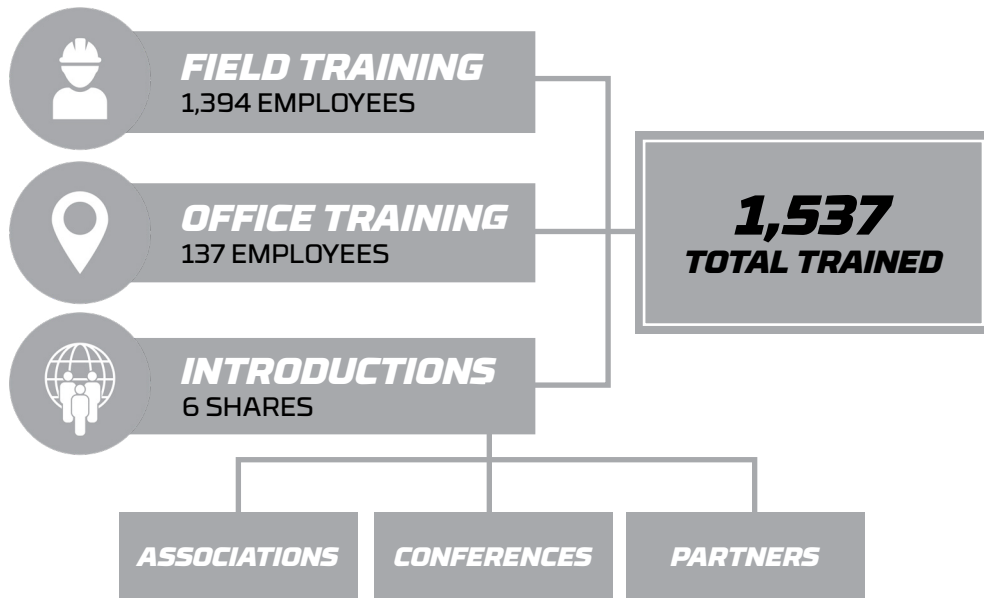 FIELD TRAINING
1,394 EMPLOYEES
OFFICE TRAINING
137 EMPLOYEES
INTRODUCTIONS
6 SHARES
1,537
TOTAL TRAINED
ASSOCIATIONS
CONFERENCES
PARTNERS